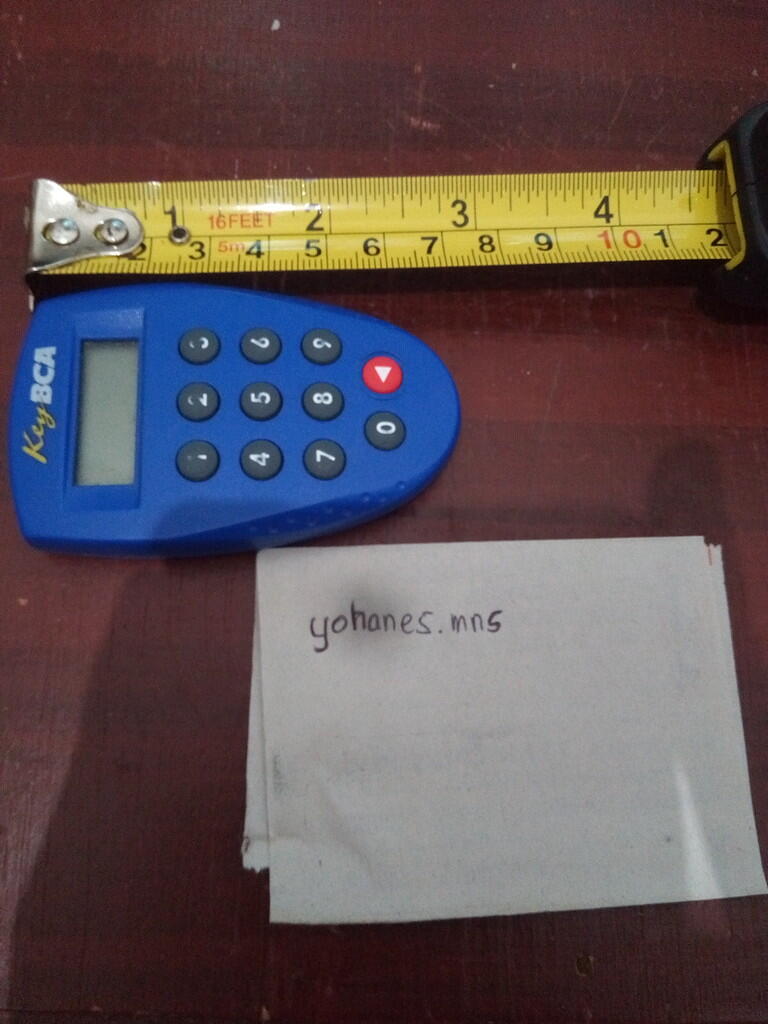 1 2 3 4
16FEET
2 3 4 5 6 7 8 9 10 1 2
5m
KeyBCA
3 6 9
2 5 8 0
1 4 7
yohanes.mns